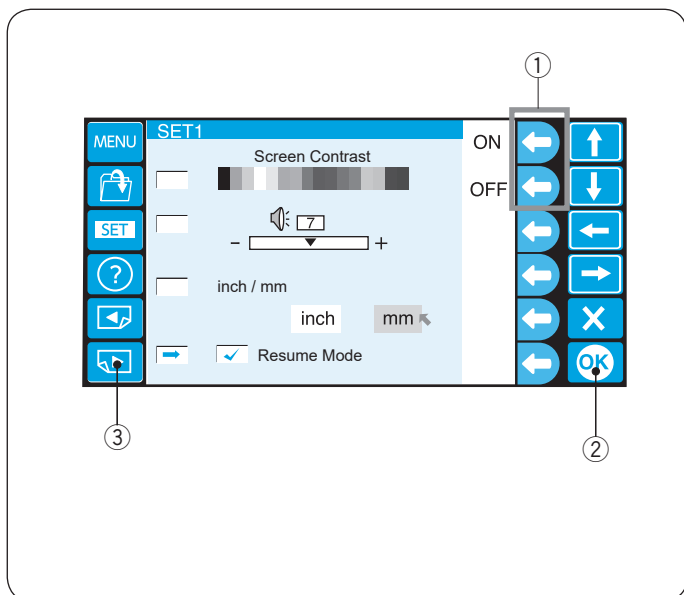 ①
MENU
SET1
ON
Screen Contrast
OFF
SET
7
- +
?
inch / mm
inch mm
Resume Mode
OK
③
②